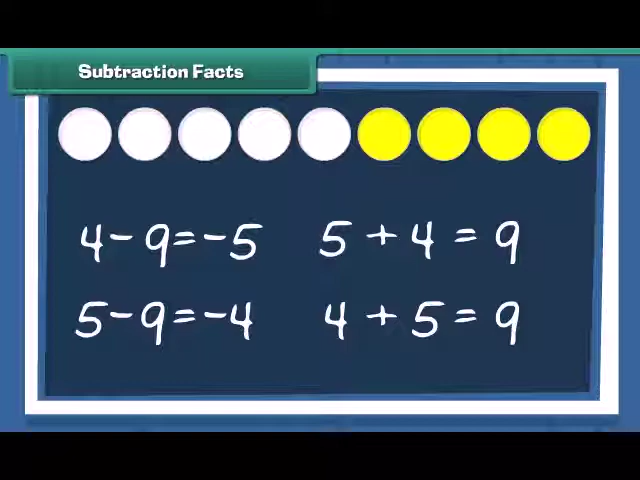 Subtraction Facts
4 - 9 = -5 5 + 4 = 9
5 - 9 = -4 4 + 5 = 9